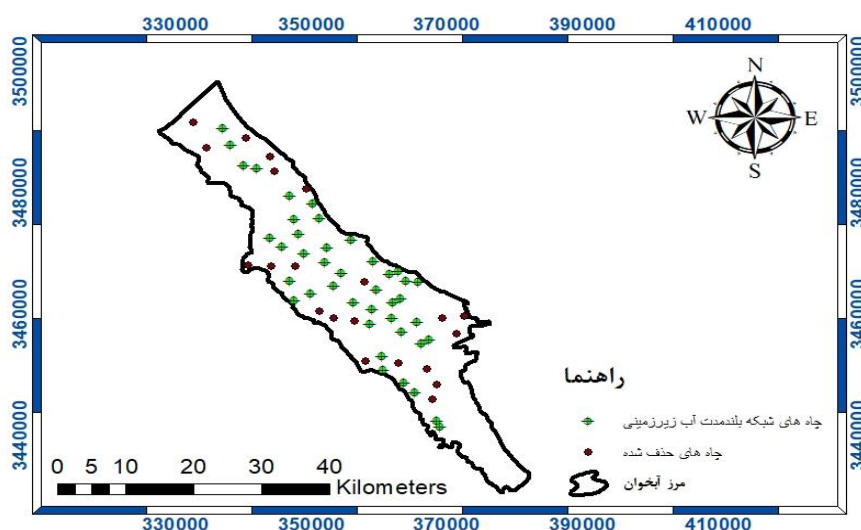 330000 350000 370000 390000 410000
N
W E
S
3500000 3500000
3480000 3480000
3460000 3460000
3440000 3440000
راهنما
چاه های شبکه بلندمدت آب زیرزمینی
چاه های حذف شده
مرز آبخوان
0 5 10 20 30 40
Kilometers
330000 350000 370000 390000 410000